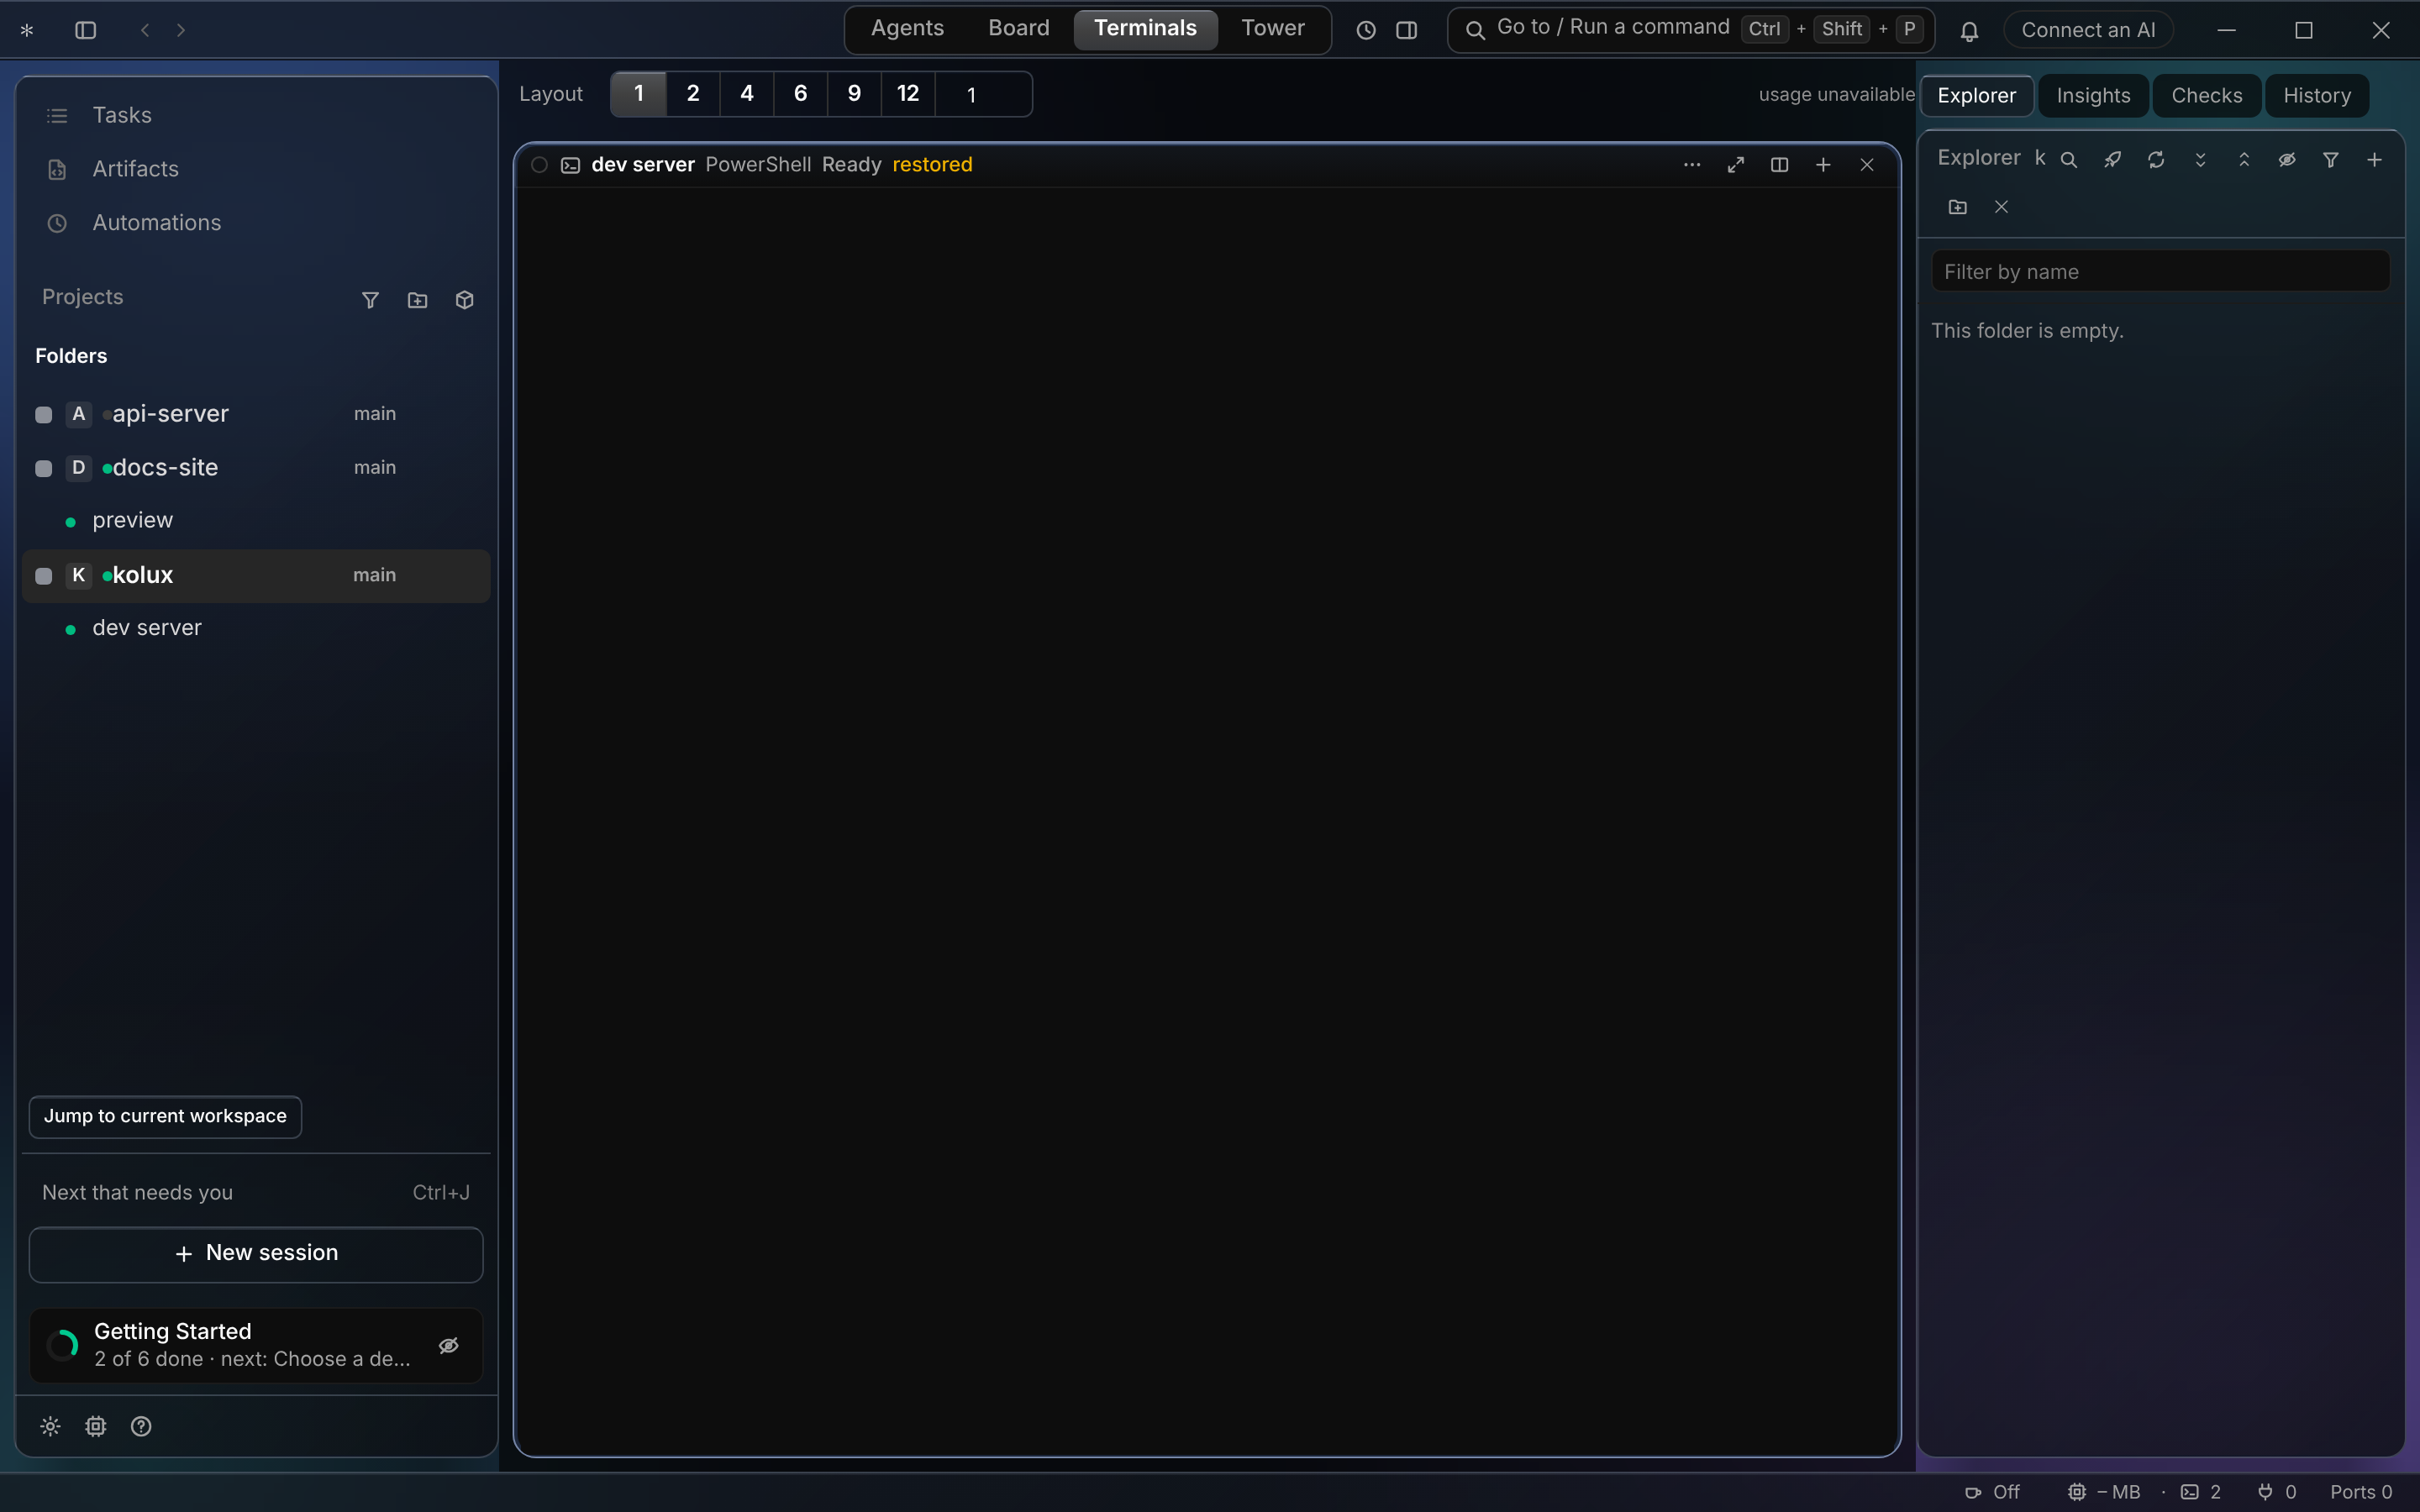 Agents Board Terminals Tower Go to / Run a command Ctrl + Shift + P Connect an AI
Tasks
Artifacts
Automations
Projects
Folders
A api-server main
D docs-site main
preview
K kolux main
dev server
Jump to current workspace
Next that needs you Ctrl+J
+ New session
Getting Started
2 of 6 done · next: Choose a de...
Layout 1 2 4 6 9 12 1 usage unavailable
dev server PowerShell Ready restored
Explorer Insights Checks History
Explorer k
Filter by name
This folder is empty.
Off – MB · 2 0 Ports 0